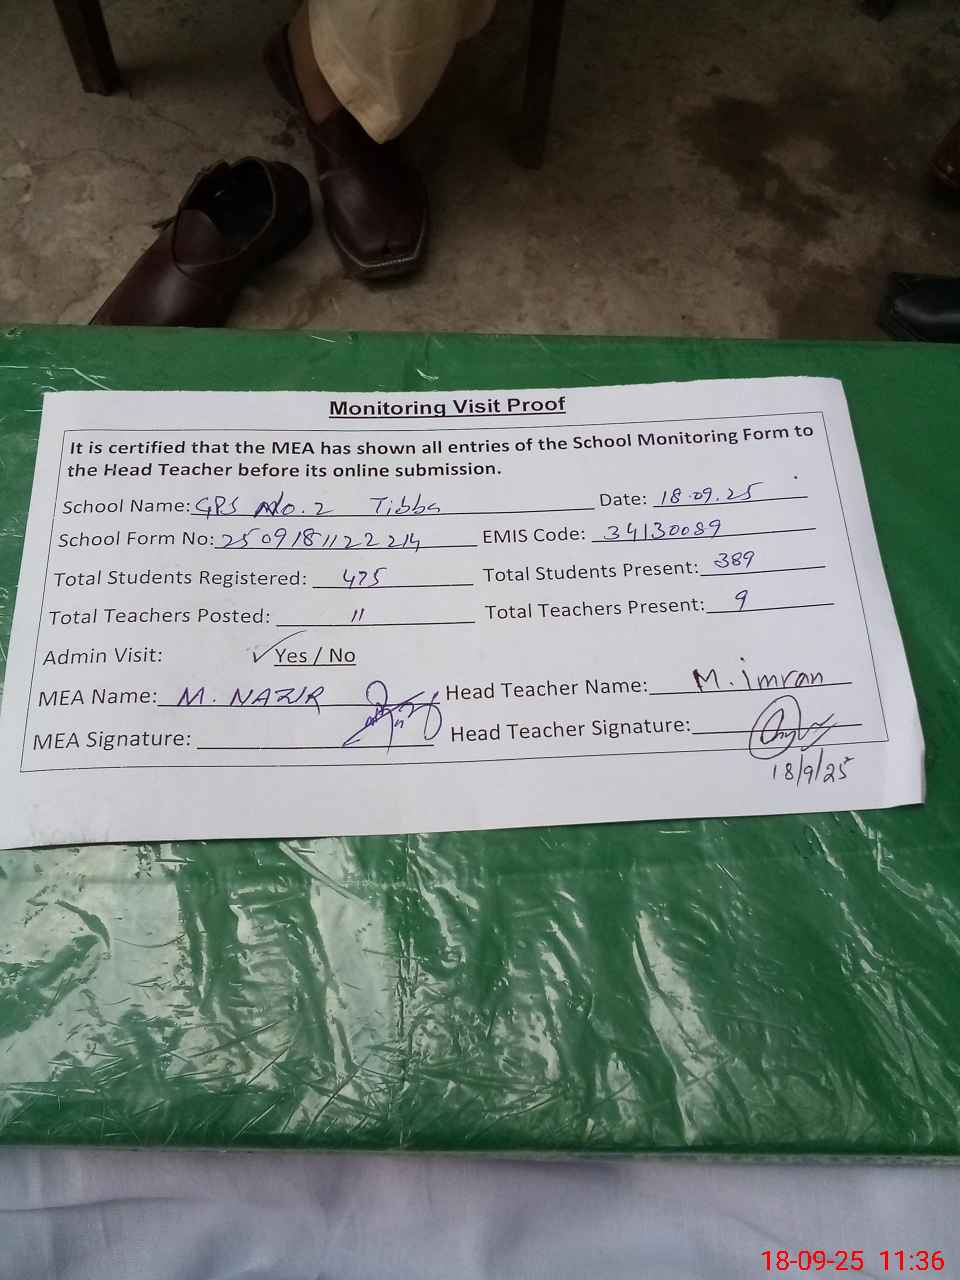 Monitoring Visit Proof
It is certified that the MEA has shown all entries of the School Monitoring Form to
the Head Teacher before its online submission.
School Name: GPS No. 2 Tibba Date: 18.09.25
School Form No: 2509181122214 EMIS Code: 34130089
Total Students Registered: 475 Total Students Present: 389
Total Teachers Posted: 11 Total Teachers Present: 9
Admin Visit: ✓ Yes / No
MEA Name: M. NAZIR Head Teacher Name: M. imran
MEA Signature: Head Teacher Signature:
18/9/25
18-09-25 11:36